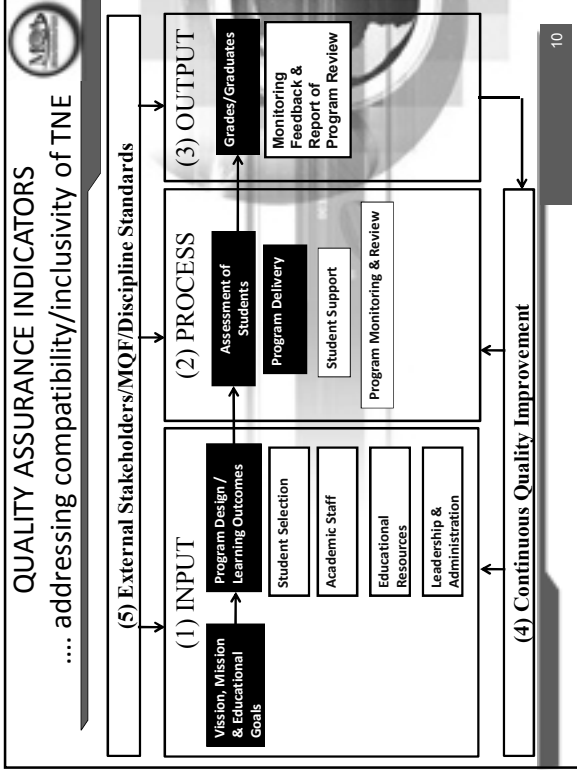 QUALITY ASSURANCE INDICATORS
.... addressing compatibility/inclusivity of TNE
MQA
(5) External Stakeholders/MQF/Discipline Standards
(1) INPUT
Vission, Mission
& Educational
Goals
Program Design /
Learning Outcomes
Student Selection
Academic Staff
Educational
Resources
Leadership &
Administration
(2) PROCESS
Assessment of
Students
Program Delivery
Student Support
Program Monitoring & Review
(3) OUTPUT
Grades/Graduates
Monitoring
Feedback &
Report of
Program Review
(4) Continuous Quality Improvement
10